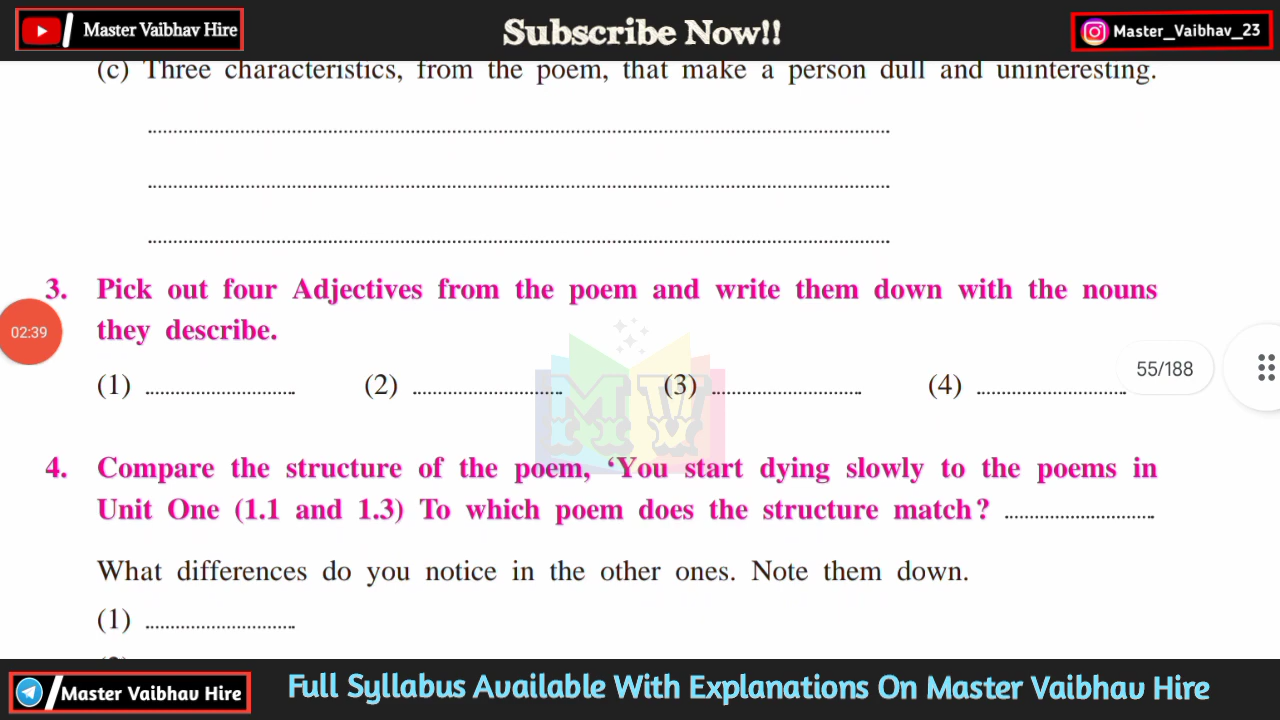 Master Vaibhav Hire
Subscribe Now!!
Master_Vaibhav_23
(c) Three characteristics, from the poem, that make a person dull and uninteresting.
3. Pick out four Adjectives from the poem and write them down with the nouns
they describe.
02:39
(1) .............................. (2) .............................. (3) .............................. (4) ..............................
55/188
MV
4. Compare the structure of the poem, ‘You start dying slowly to the poems in
Unit One (1.1 and 1.3) To which poem does the structure match? ..............................
What differences do you notice in the other ones. Note them down.
(1) ..............................
Master Vaibhav Hire
Full Syllabus Available With Explanations On Master Vaibhav Hire